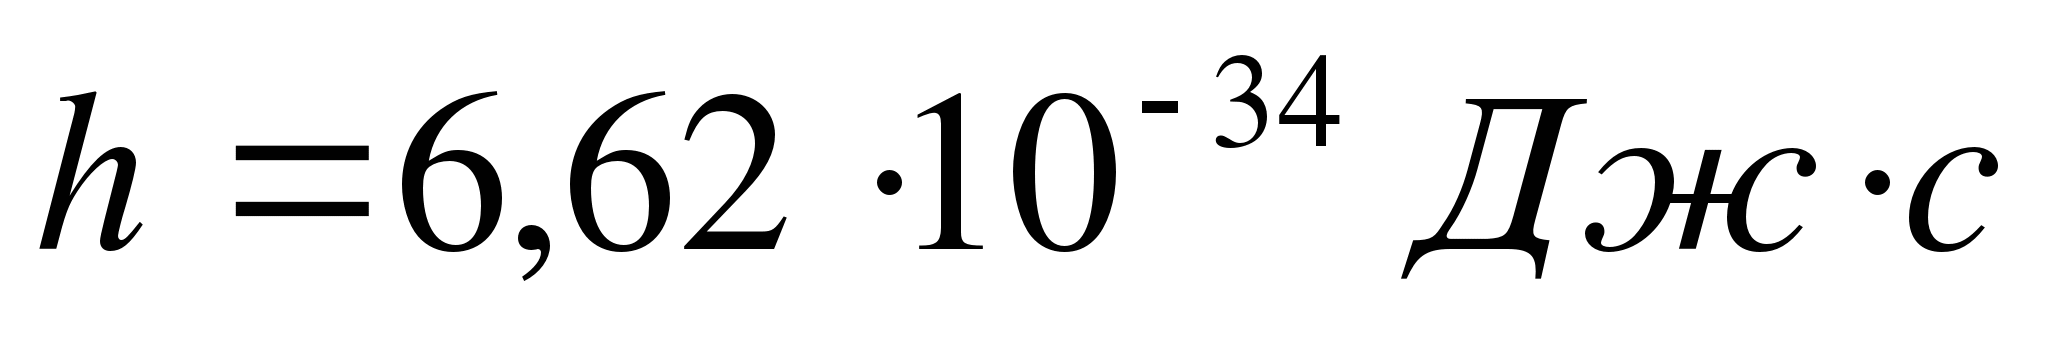 h = 6,62 · 10⁻³⁴ Дж · с